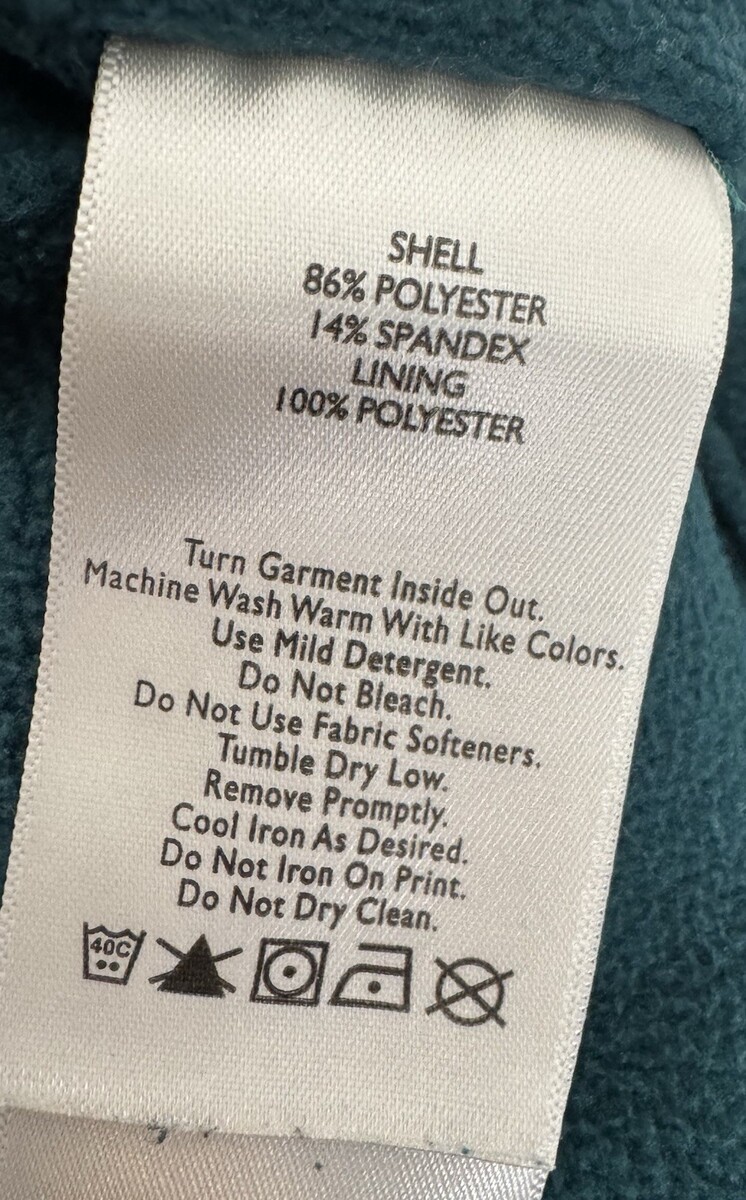 SHELL
86% POLYESTER
14% SPANDEX
LINING
100% POLYESTER
Turn Garment Inside Out.
Machine Wash Warm With Like Colors.
Use Mild Detergent.
Do Not Bleach.
Do Not Use Fabric Softeners.
Tumble Dry Low.
Remove Promptly.
Cool Iron As Desired.
Do Not Iron On Print.
Do Not Dry Clean.
40C